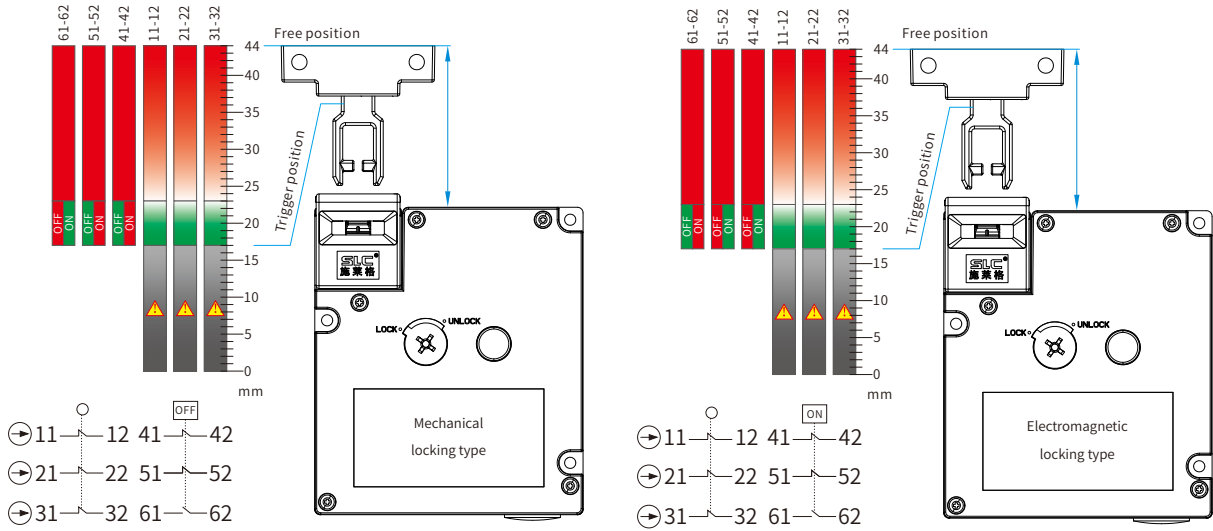 61-62 51-52 41-42 11-12 21-22 31-32
Free position
44
40
35
30
25
20
15
10
5
0
mm
Trigger position
OFF ON OFF ON OFF ON
SLC®
施莱格
LOCK UNLOCK
Mechanical
locking type
OFF
11 12 41 42
21 22 51 52
31 32 61 62
61-62 51-52 41-42 11-12 21-22 31-32
Free position
44
40
35
30
25
20
15
10
5
0
mm
Trigger position
OFF ON OFF ON OFF ON
SLC®
施莱格
LOCK UNLOCK
Electromagnetic
locking type
ON
11 12 41 42
21 22 51 52
31 32 61 62